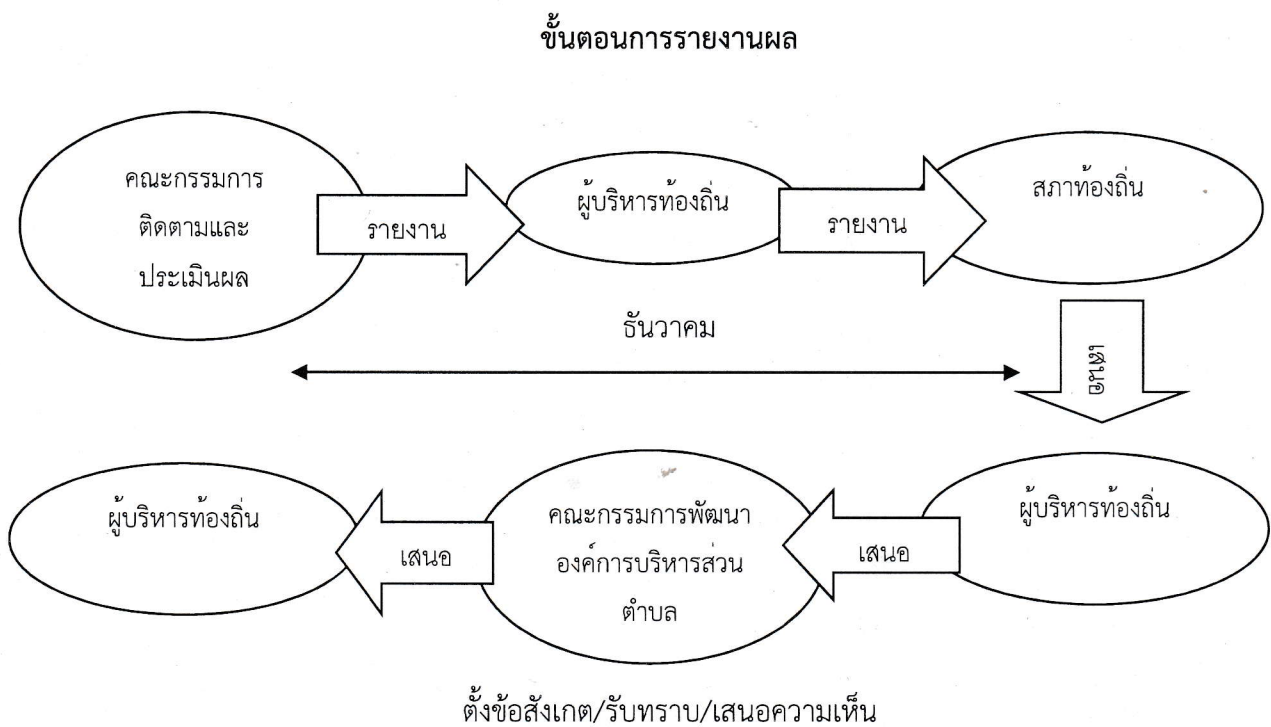 ขั้นตอนการรายงานผล
คณะกรรมการ
ติดตามและ
ประเมินผล
รายงาน
ผู้บริหารท้องถิ่น
รายงาน
สภาท้องถิ่น
ธันวาคม
เสนอ
ผู้บริหารท้องถิ่น
เสนอ
คณะกรรมการพัฒนา
องค์การบริหารส่วน
ตำบล
เสนอ
ผู้บริหารท้องถิ่น
ตั้งข้อสังเกต/รับทราบ/เสนอความเห็น